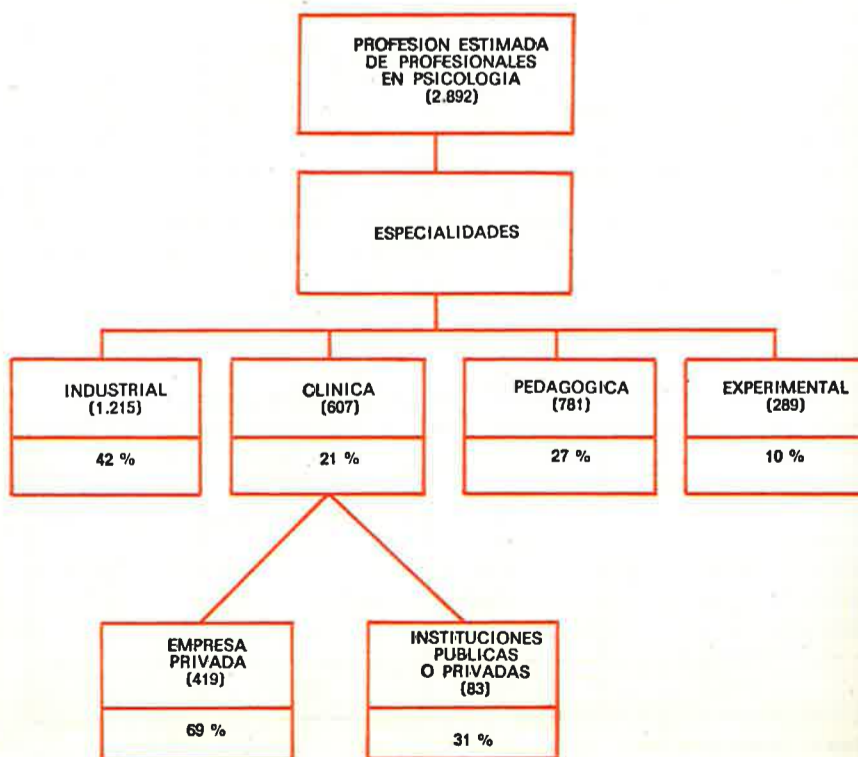 PROFESION ESTIMADA
DE PROFESIONALES
EN PSICOLOGIA
(2.892)
ESPECIALIDADES
INDUSTRIAL
(1.215)
42 %
CLINICA
(607)
21 %
PEDAGOGICA
(781)
27 %
EXPERIMENTAL
(289)
10 %
EMPRESA
PRIVADA
(419)
69 %
INSTITUCIONES
PUBLICAS
O PRIVADAS
(83)
31 %